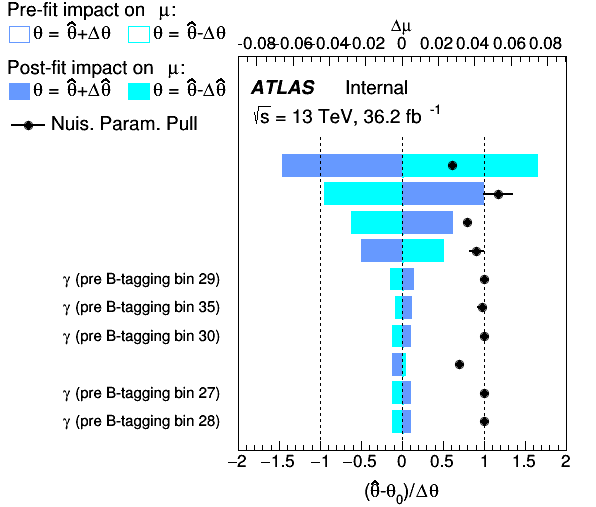 Pre-fit impact on μ:
θ = θ̂+Δθ θ = θ̂-Δθ
Post-fit impact on μ:
θ = θ̂+Δθ̂ θ = θ̂-Δθ̂
Nuis. Param. Pull
Δμ
-0.08 -0.06 -0.04 -0.02 0 0.02 0.04 0.06 0.08
ATLAS Internal
√s = 13 TeV, 36.2 fb⁻¹
γ (pre B-tagging bin 29)
γ (pre B-tagging bin 35)
γ (pre B-tagging bin 30)
γ (pre B-tagging bin 27)
γ (pre B-tagging bin 28)
−2 −1.5 −1 −0.5 0 0.5 1 1.5 2
(θ̂-θ₀)/Δθ